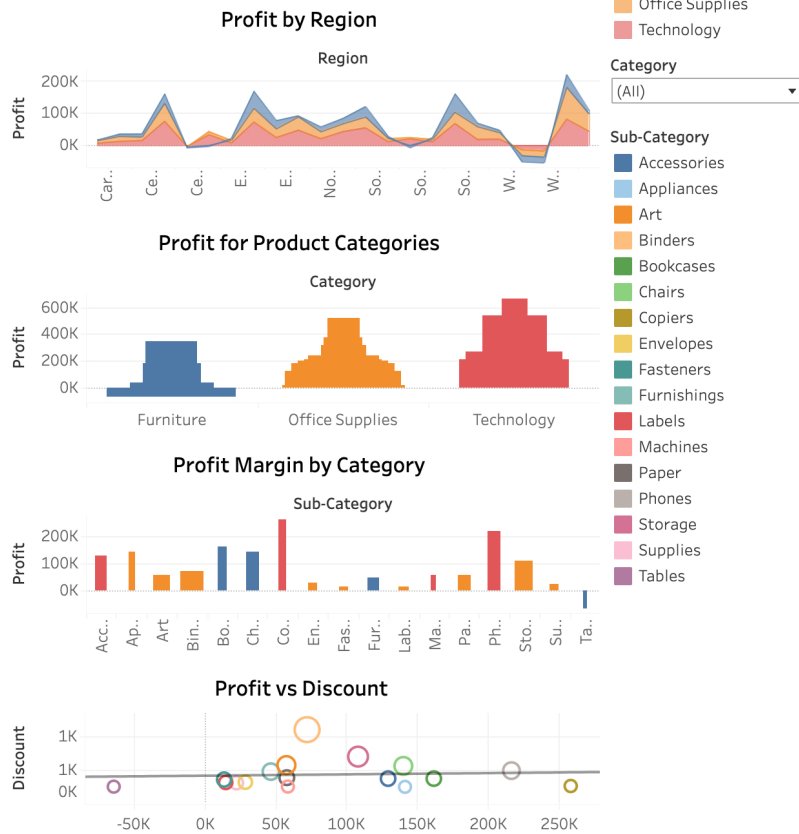 Profit by Region
Region
Profit
200K
100K
0K
Car..
Ce..
Ce..
E..
E..
No..
So..
So..
So..
W..
W..
Profit for Product Categories
Category
Profit
600K
400K
200K
0K
Furniture
Office Supplies
Technology
Profit Margin by Category
Sub-Category
Profit
200K
100K
0K
Acc..
Ap..
Art
Bin..
Bo..
Ch..
Co..
En..
Fas..
Fur..
Lab..
Ma..
Pa..
Ph..
Sto..
Su..
Ta..
Profit vs Discount
Discount
1K
1K
0K
-50K
0K
50K
100K
150K
200K
250K
Office Supplies
Technology
Category
(All)
Sub-Category
Accessories
Appliances
Art
Binders
Bookcases
Chairs
Copiers
Envelopes
Fasteners
Furnishings
Labels
Machines
Paper
Phones
Storage
Supplies
Tables